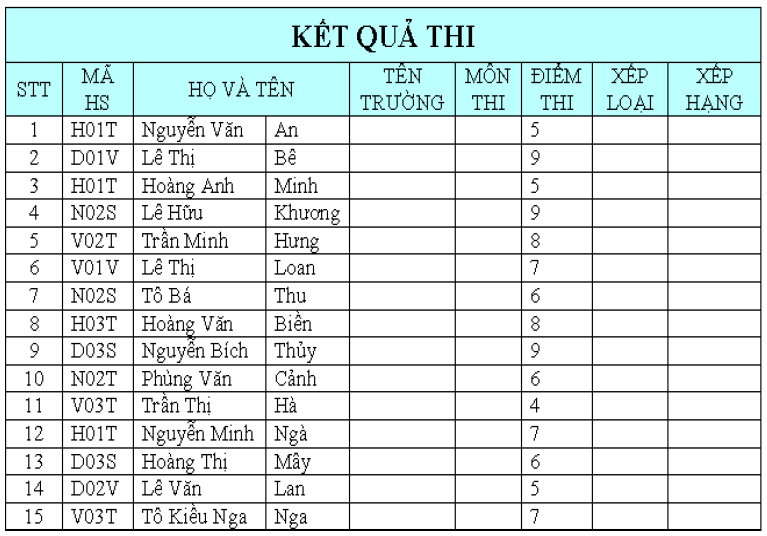 KẾT QUẢ THI
STT MÃ HS HỌ VÀ TÊN TÊN TRƯỜNG MÔN THI ĐIỂM THI XẾP LOẠI XẾP HẠNG
1 H01T Nguyễn Văn An 5
2 D01V Lê Thị Bê 9
3 H01T Hoàng Anh Minh 5
4 N02S Lê Hữu Khương 9
5 V02T Trần Minh Hưng 8
6 V01V Lê Thị Loan 7
7 N02S Tô Bá Thu 6
8 H03T Hoàng Văn Biền 8
9 D03S Nguyễn Bích Thủy 9
10 N02T Phùng Văn Cảnh 6
11 V03T Trần Thị Hà 4
12 H01T Nguyễn Minh Ngà 7
13 D03S Hoàng Thị Mây 6
14 D02V Lê Văn Lan 5
15 V03T Tô Kiều Nga Nga 7